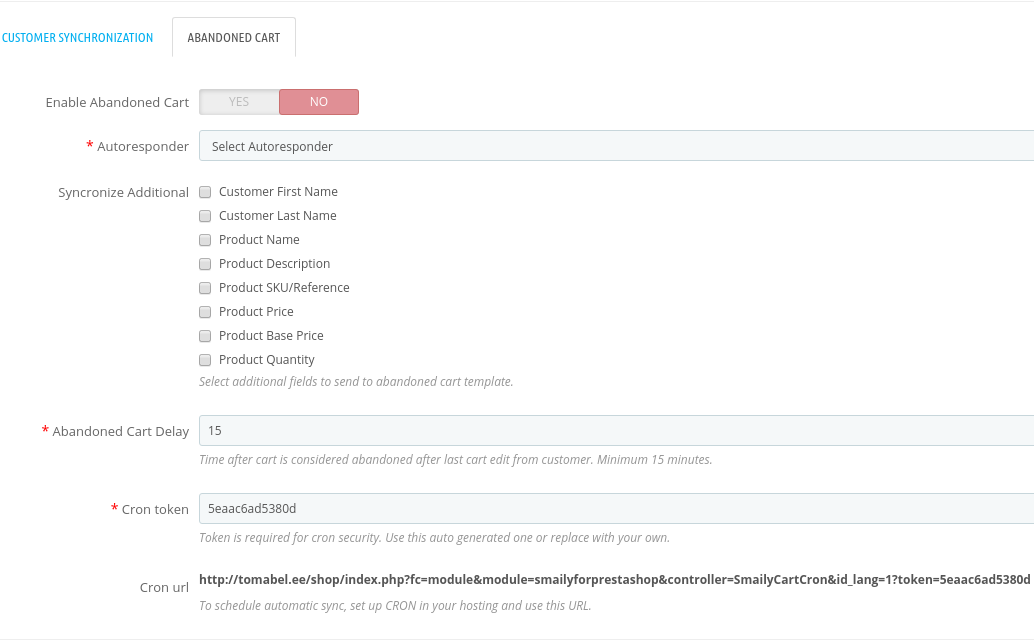 CUSTOMER SYNCHRONIZATION ABANDONED CART
Enable Abandoned Cart YES NO
* Autoresponder Select Autoresponder
Syncronize Additional Customer First Name
Customer Last Name
Product Name
Product Description
Product SKU/Reference
Product Price
Product Base Price
Product Quantity
Select additional fields to send to abandoned cart template.
* Abandoned Cart Delay 15
Time after cart is considered abandoned after last cart edit from customer. Minimum 15 minutes.
* Cron token 5eaac6ad5380d
Token is required for cron security. Use this auto generated one or replace with your own.
Cron url http://tomabel.ee/shop/index.php?fc=module&module=smailyforprestashop&controller=SmailyCartCron&id_lang=1?token=5eaac6ad5380d
To schedule automatic sync, set up CRON in your hosting and use this URL.